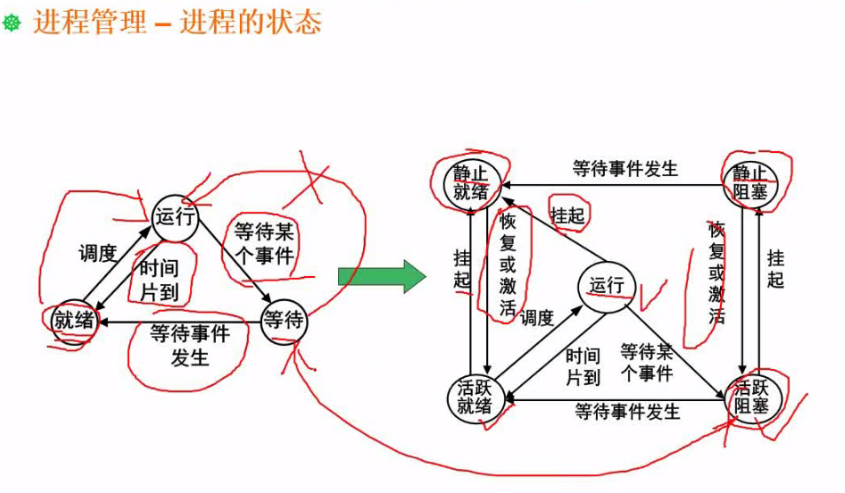 进程管理 – 进程的状态
运行
调度
时间
片到
等待某
个事件
就绪
等待
等待事件
发生
静止
就绪
等待事件发生
静止
阻塞
挂起
挂
起
恢
复
或
激
活
运行
恢
复
或
激
活
挂
起
调度
时间
片到
等待某
个事件
活跃
就绪
等待事件发生
活跃
阻塞